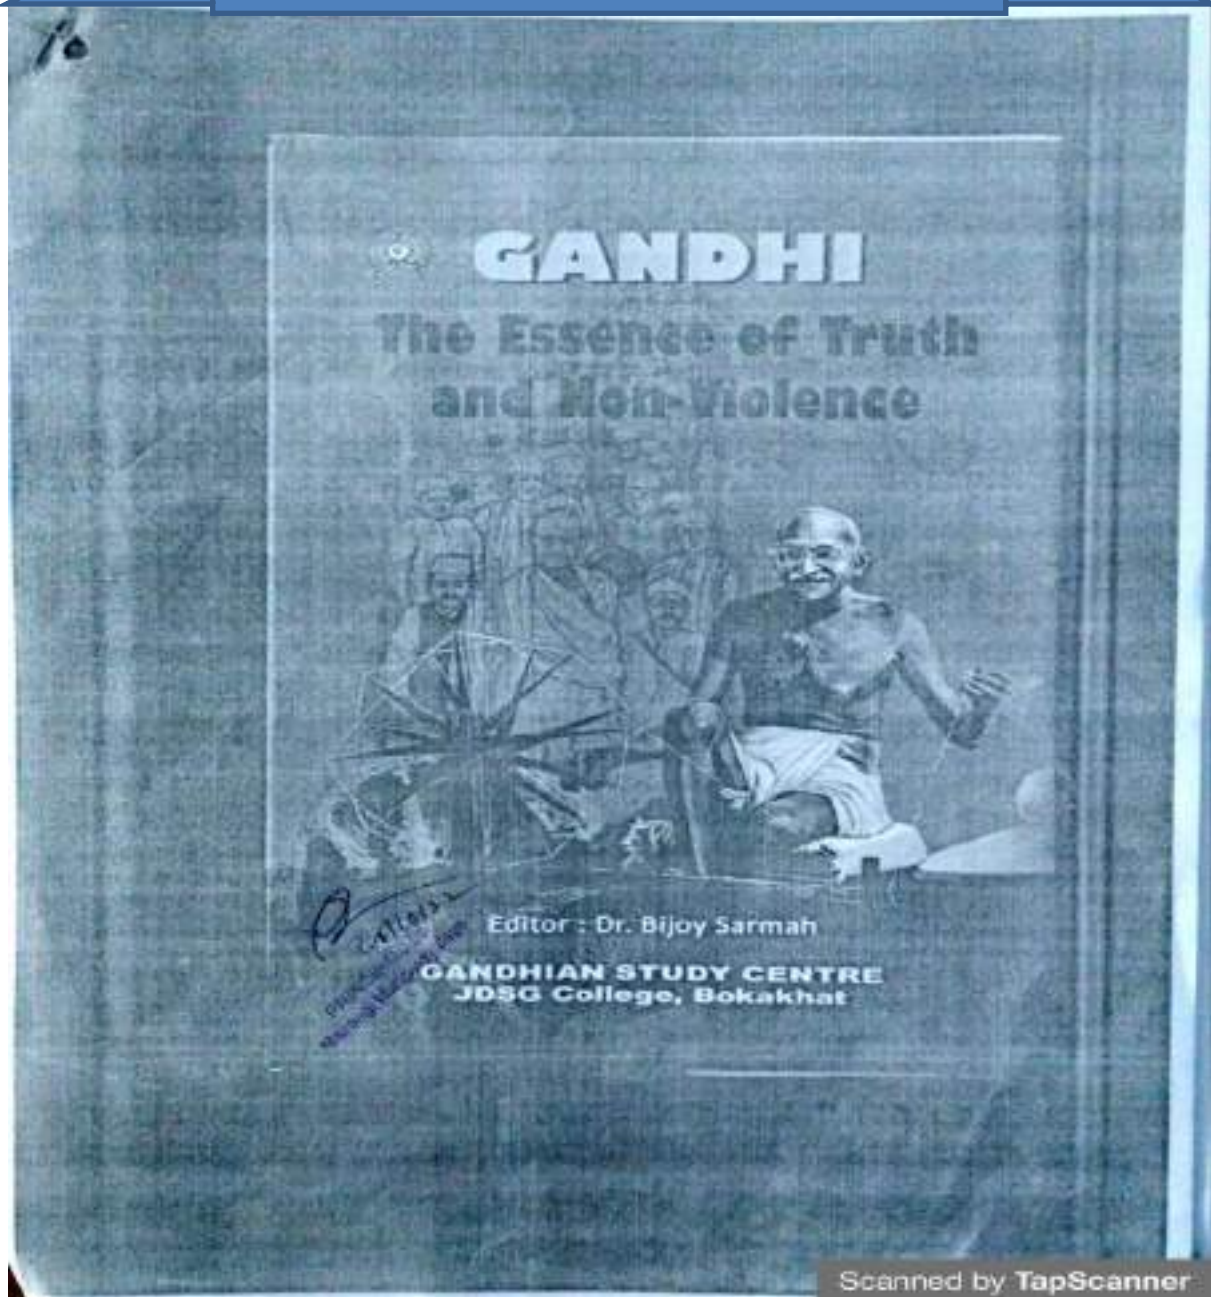 GANDHI
The Essence of Truth
and Non-Violence
Editor : Dr. Bijoy Sarmah
GANDHIAN STUDY CENTRE
JDSG College, Bokakhat
Scanned by TapScanner